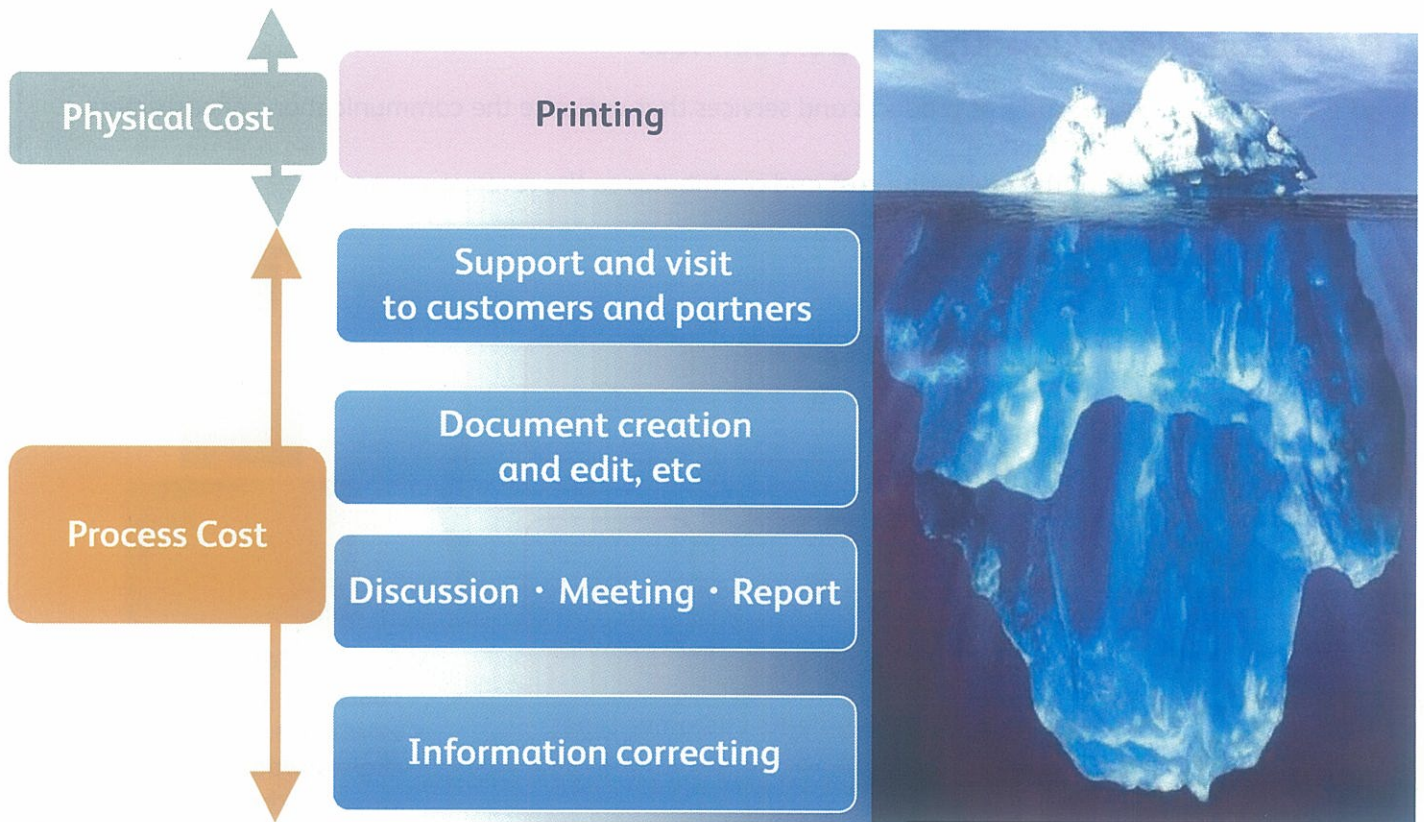 Physical Cost
Printing
Support and visit
to customers and partners
Document creation
and edit, etc
Process Cost
Discussion・Meeting・Report
Information correcting